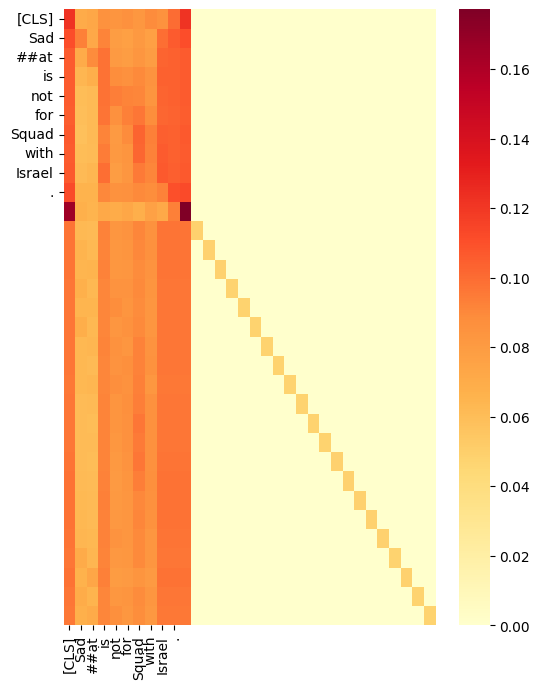 [CLS]
Sad
##at
is
not
for
Squad
with
Israel
.
0.16
0.14
0.12
0.10
0.08
0.06
0.04
0.02
0.00
[CLS]
Sad
##at
is
not
for
Squad
with
Israel
.